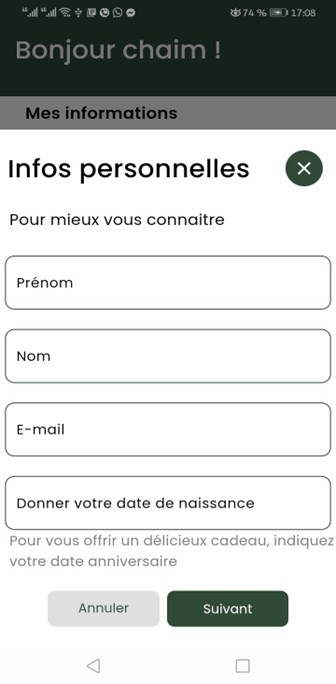 74 % 17:08
Bonjour chaim !
Mes informations
Infos personnelles
Pour mieux vous connaitre
Prénom
Nom
E-mail
Donner votre date de naissance
Pour vous offrir un délicieux cadeau, indiquez
votre date anniversaire
Annuler
Suivant